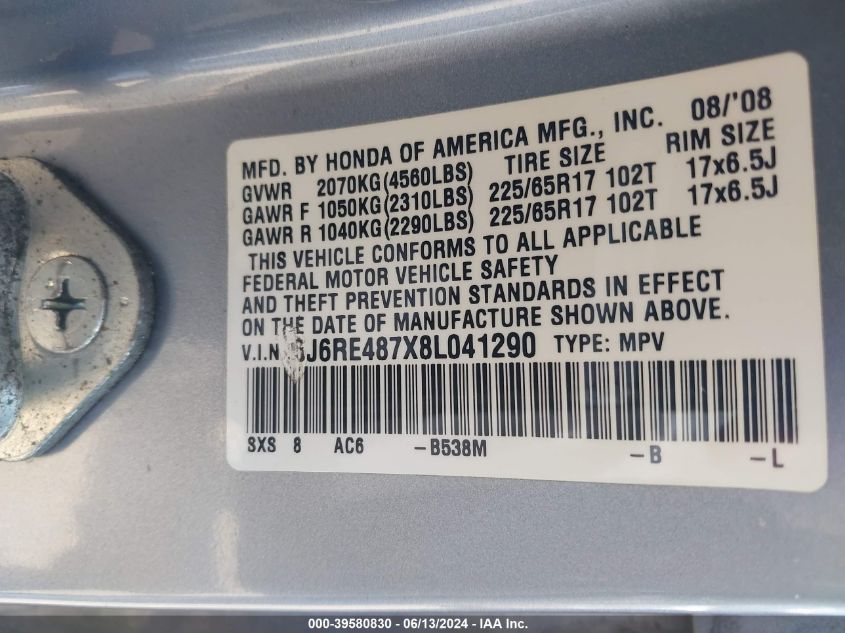 MFD. BY HONDA OF AMERICA MFG., INC. 08/'08
GVWR 2070KG(4560LBS) TIRE SIZE RIM SIZE
GAWR F 1050KG(2310LBS) 225/65R17 102T 17x6.5J
GAWR R 1040KG(2290LBS) 225/65R17 102T 17x6.5J
THIS VEHICLE CONFORMS TO ALL APPLICABLE
FEDERAL MOTOR VEHICLE SAFETY
AND THEFT PREVENTION STANDARDS IN EFFECT
ON THE DATE OF MANUFACTURE SHOWN ABOVE.
V.I.N. J6RE487X8L041290 TYPE: MPV
SXS 8 AC6 -B538M -B -L
000-39580830 - 06/13/2024 - COPYRIGHT IAA, Inc.